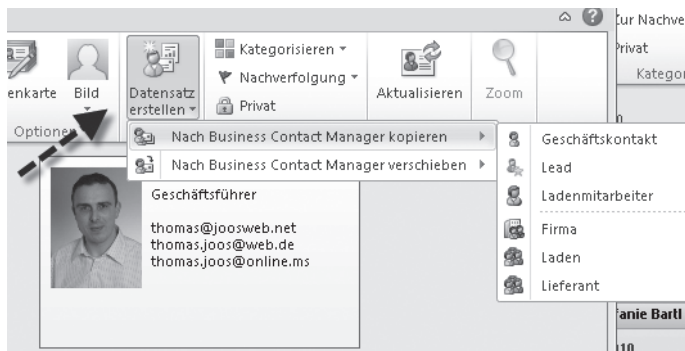 Zur Nachve
Privat
Kategor
enkarte
Bild
Datensatz
erstellen
Kategorisieren
Nachverfolgung
Privat
Aktualisieren
Zoom
Optionen
Nach Business Contact Manager kopieren
Nach Business Contact Manager verschieben
Geschäftskontakt
Lead
Ladenmitarbeiter
Firma
Laden
Lieferant
Geschäftsführer
thomas@joosweb.net
thomas.joos@web.de
thomas.joos@online.ms
anie Bartl